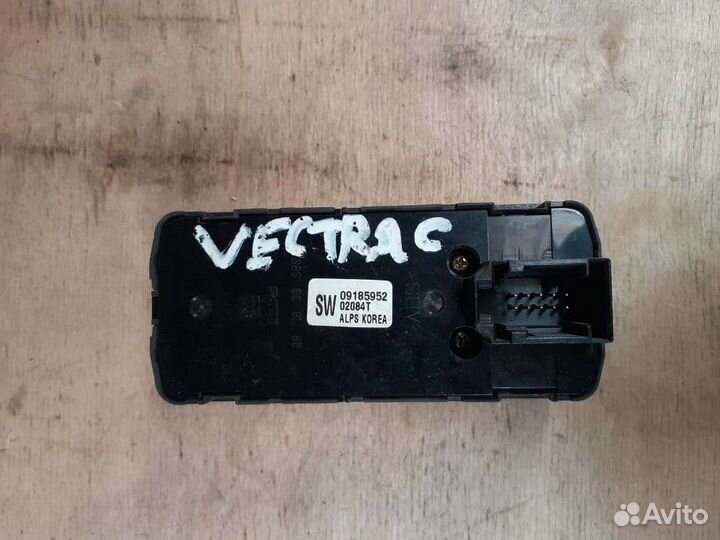 VECTRA C
SW
09185952
02084T
ALPS KOREA
Avito